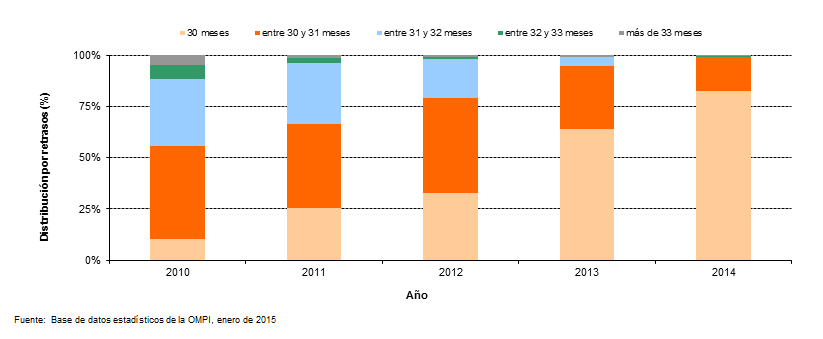 30 meses entre 30 y 31 meses entre 31 y 32 meses entre 32 y 33 meses más de 33 meses
100%
75%
50%
25%
0%
Distribución por retrasos (%)
2010 2011 2012 2013 2014
Año
Fuente: Base de datos estadísticos de la OMPI, enero de 2015